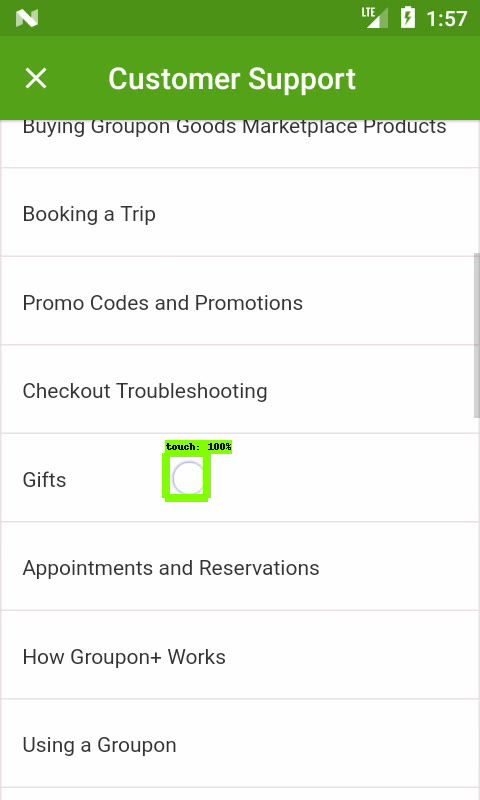 LTE
1:57
Customer Support
Buying Groupon Goods Marketplace Products
Booking a Trip
Promo Codes and Promotions
Checkout Troubleshooting
touch: 100%
Gifts
Appointments and Reservations
How Groupon+ Works
Using a Groupon